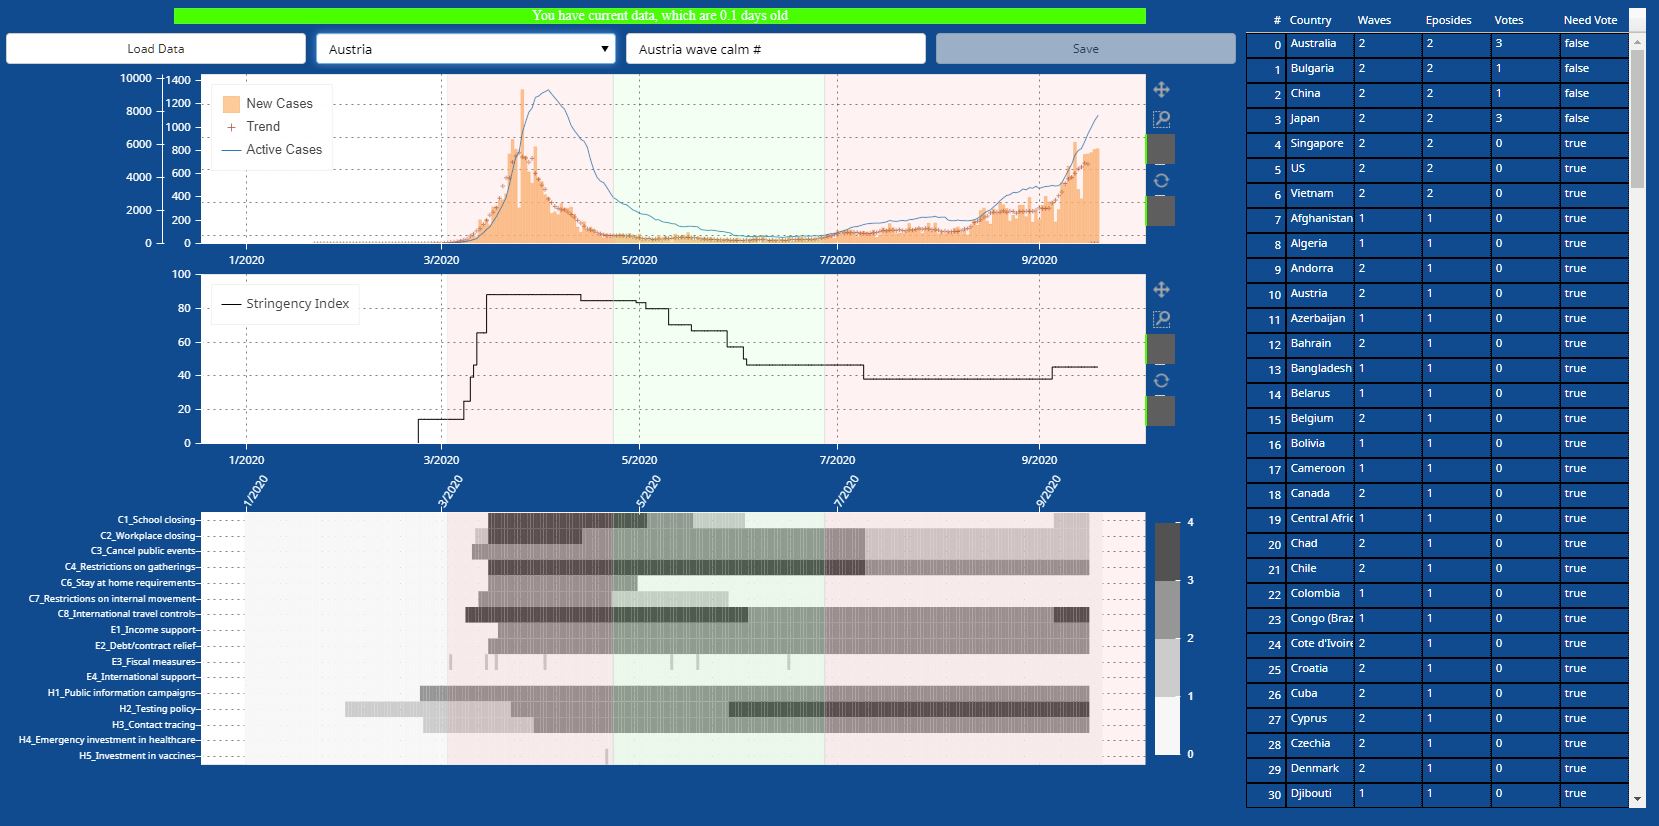 You have current data, which are 0.1 days old
Load Data
Austria
Austria wave calm #
Save
10000
8000
6000
4000
2000
0
1400
1200
1000
800
600
400
200
0
New Cases
Trend
Active Cases
1/2020
3/2020
5/2020
7/2020
9/2020
100
80
60
40
20
0
Stringency Index
1/2020
3/2020
5/2020
7/2020
9/2020
1/2020
3/2020
5/2020
7/2020
9/2020
C1_School closing
C2_Workplace closing
C3_Cancel public events
C4_Restrictions on gatherings
C6_Stay at home requirements
C7_Restrictions on internal movement
C8_International travel controls
E1_Income support
E2_Debt/contract relief
E3_Fiscal measures
E4_International support
H1_Public information campaigns
H2_Testing policy
H3_Contact tracing
H4_Emergency investment in healthcare
H5_Investment in vaccines
4
3
2
1
0
# Country Waves Eposides Votes Need Vote
0 Australia 2 2 3 false
1 Bulgaria 2 2 1 false
2 China 2 2 1 false
3 Japan 2 2 3 false
4 Singapore 2 2 0 true
5 US 2 2 0 true
6 Vietnam 2 2 0 true
7 Afghanistan 1 1 0 true
8 Algeria 1 1 0 true
9 Andorra 2 1 0 true
10 Austria 2 1 0 true
11 Azerbaijan 1 1 0 true
12 Bahrain 2 1 0 true
13 Bangladesh 1 1 0 true
14 Belarus 1 1 0 true
15 Belgium 2 1 0 true
16 Bolivia 1 1 0 true
17 Cameroon 1 1 0 true
18 Canada 2 1 0 true
19 Central Afric 1 1 0 true
20 Chad 2 1 0 true
21 Chile 2 1 0 true
22 Colombia 1 1 0 true
23 Congo (Braz 1 1 0 true
24 Cote d'Ivoire 2 1 0 true
25 Croatia 2 1 0 true
26 Cuba 2 1 0 true
27 Cyprus 2 1 0 true
28 Czechia 2 1 0 true
29 Denmark 2 1 0 true
30 Djibouti 1 1 0 true